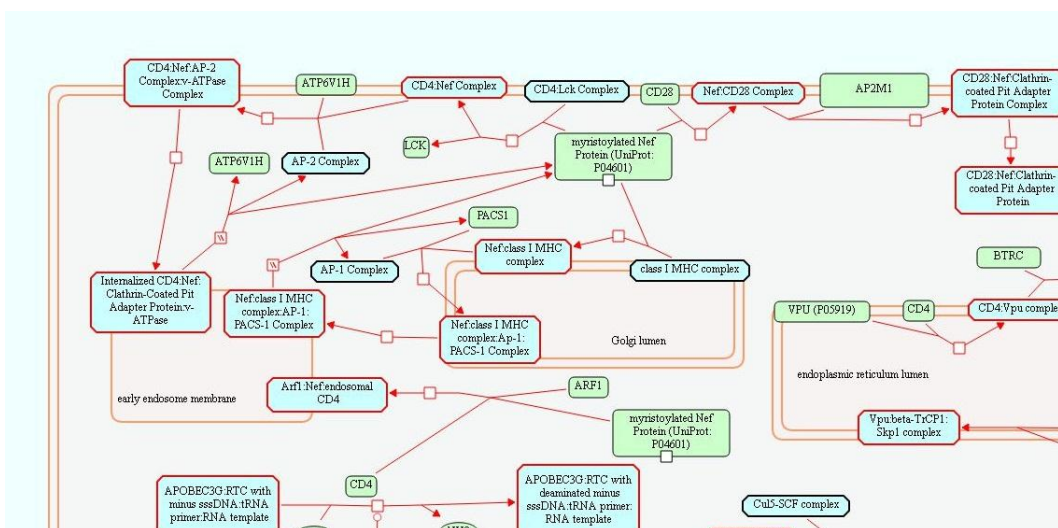 CD4:Nef:AP-2
Complex:v-ATPase
Complex
ATP6V1H
CD4:Nef Complex
CD4:Lck Complex
CD28
Nef:CD28 Complex
AP2M1
CD28:Nef:Clathrin-
coated Pit Adapter
Protein Complex
LCK
myristoylated Nef
Protein (UniProt:
P04601)
ATP6V1H
AP-2 Complex
CD28:Nef:Clathrin-
coated Pit Adapter
Protein
PACS1
Nef:class I MHC
complex
AP-1 Complex
class I MHC complex
BTRC
Internalized CD4:Nef:
Clathrin-Coated Pit
Adapter Protein:v-
ATPase
Nef:class I MHC
complex:AP-1:
PACS-1 Complex
Nef:class I MHC
complex:Ap-1:
PACS-1 Complex
Golgi lumen
VPU (P05919)
CD4
CD4:Vpu comple
endoplasmic reticulum lumen
early endosome membrane
Arf1:Nef:endosomal
CD4
ARF1
myristoylated Nef
Protein (UniProt:
P04601)
Vpu:beta-TrCP1:
Skp1 complex
CD4
APOBEC3G:RTC with
minus sssDNA:tRNA
primer:RNA template
APOBEC3G:RTC with
deaminated minus
sssDNA:tRNA primer:
RNA template
Cul5-SCF complex